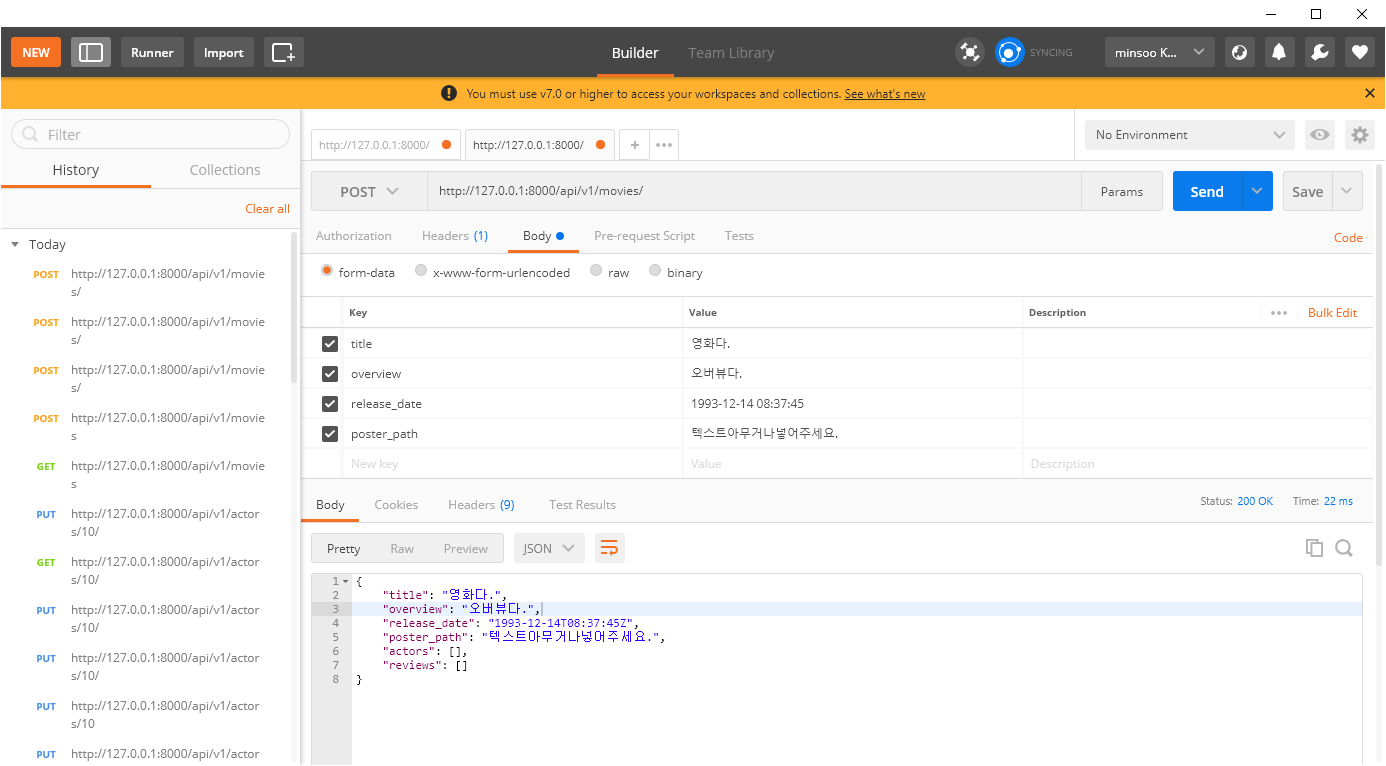 NEW Runner Import Builder Team Library SYNCING minsoo K...
You must use v7.0 or higher to access your workspaces and collections. See what's new
Filter
History Collections
Clear all
Today
POST http://127.0.0.1:8000/api/v1/movie
s/
POST http://127.0.0.1:8000/api/v1/movie
s/
POST http://127.0.0.1:8000/api/v1/movie
s/
POST http://127.0.0.1:8000/api/v1/movie
s
GET http://127.0.0.1:8000/api/v1/movie
s
PUT http://127.0.0.1:8000/api/v1/actor
s/10/
GET http://127.0.0.1:8000/api/v1/actor
s/10/
PUT http://127.0.0.1:8000/api/v1/actor
s/10/
PUT http://127.0.0.1:8000/api/v1/actor
s/10/
PUT http://127.0.0.1:8000/api/v1/actor
s/10
PUT http://127.0.0.1:8000/api/v1/actor
http://127.0.0.1:8000/ http://127.0.0.1:8000/ + ••• No Environment
POST http://127.0.0.1:8000/api/v1/movies/ Params Send Save
Authorization Headers (1) Body Pre-request Script Tests Code
form-data x-www-form-urlencoded raw binary
Key Value Description ••• Bulk Edit
title 영화다.
overview 오버뷰다.
release_date 1993-12-14 08:37:45
poster_path 텍스트아무거나넣어주세요.
New key Value Description
Body Cookies Headers (9) Test Results Status: 200 OK Time: 22 ms
Pretty Raw Preview JSON
1 {
2 "title": "영화다.",
3 "overview": "오버뷰다.",
4 "release_date": "1993-12-14T08:37:45Z",
5 "poster_path": "텍스트아무거나넣어주세요.",
6 "actors": [],
7 "reviews": []
8 }